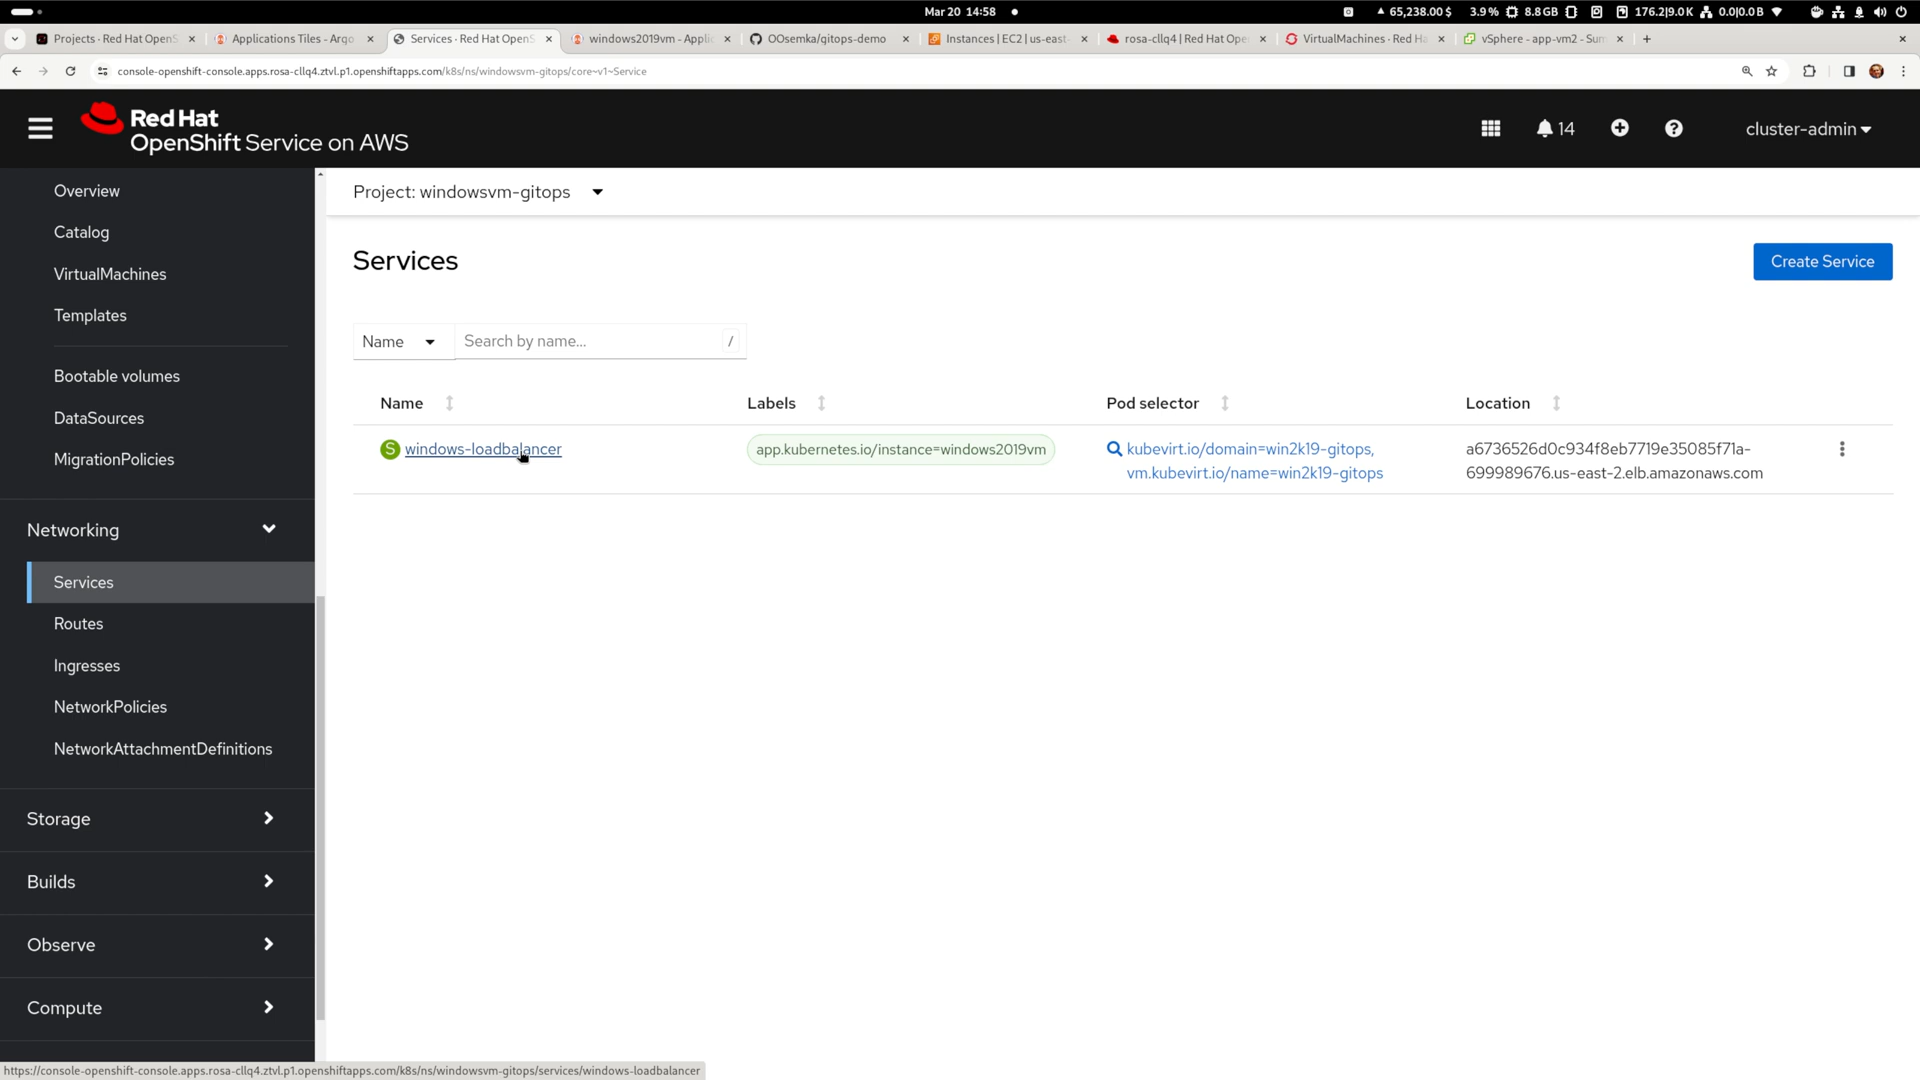 Mar 20 14:58
65,238.00 $ 3.9% 8.8GB 176.2|9.0K 0.0|0.0B
Projects · Red Hat OpenS
Applications Tiles - Argo
Services · Red Hat OpenS
windows2019vm - Applic
OOsemka/gitops-demo
Instances | EC2 | us-east-
rosa-cllq4 | Red Hat Ope
VirtualMachines · Red Ha
vSphere - app-vm2 - Sum
console-openshift-console.apps.rosa-cllq4.ztvl.p1.openshiftapps.com/k8s/ns/windowsvm-gitops/core~v1~Service
Red Hat
OpenShift Service on AWS
14
cluster-admin
Overview
Catalog
VirtualMachines
Templates
Bootable volumes
DataSources
MigrationPolicies
Networking
Services
Routes
Ingresses
NetworkPolicies
NetworkAttachmentDefinitions
Storage
Builds
Observe
Compute
Project: windowsvm-gitops
Services
Create Service
Name
Search by name...
/
Name
Labels
Pod selector
Location
S
windows-loadbalancer
app.kubernetes.io/instance=windows2019vm
kubevirt.io/domain=win2k19-gitops,
vm.kubevirt.io/name=win2k19-gitops
a6736526d0c934f8eb7719e35085f71a-
699989676.us-east-2.elb.amazonaws.com
https://console-openshift-console.apps.rosa-cllq4.ztvl.p1.openshiftapps.com/k8s/ns/windowsvm-gitops/services/windows-loadbalancer